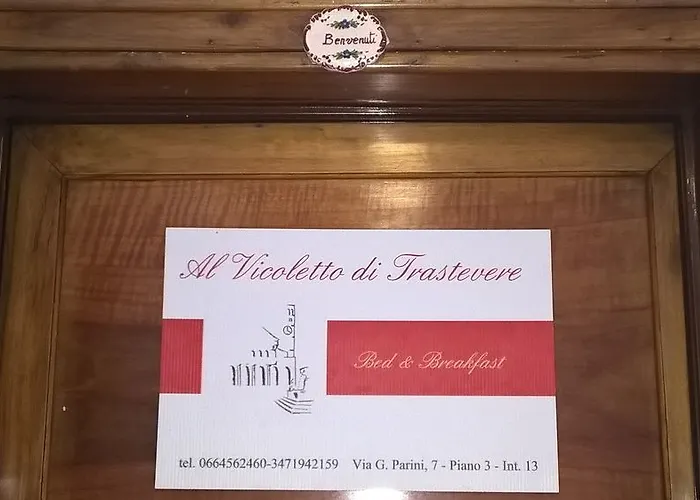 Benvenuti
Al Vicoletto di Trastevere
Bed & Breakfast
tel. 0664562460-3471942159 Via G. Parini, 7 - Piano 3 - Int. 13